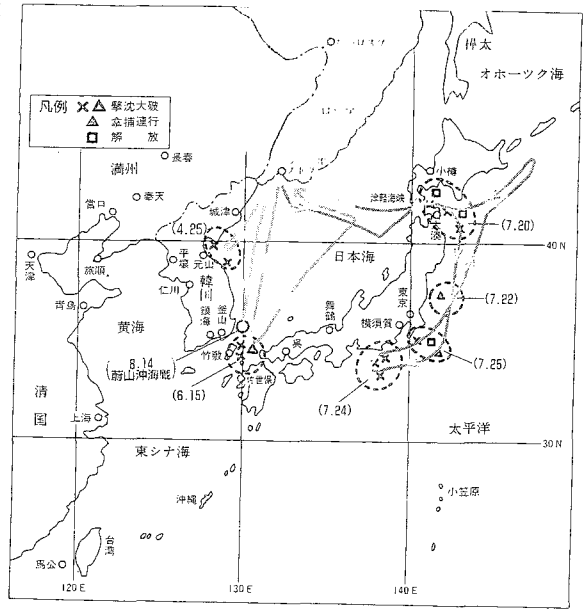 凡例 ×△ 撃沈大破
△ 拿捕連行
□ 解放
樺太
オホーツク海
満州
長春
奉天
営口
城津
小樽
津軽海峡
(4.25)
(7.20)
40N
天津
旅順
平壌
元山
日本海
韓国
仁川
青島
鎮海
釜山
舞鶴
東京
横須賀
(7.22)
黄海
竹敷
呉
佐世保
8.14
(蔚山沖海戦)
(6.15)
(7.25)
(7.24)
清国
上海
太平洋
30N
東シナ海
沖縄
小笠原
台湾
馬公
120E
130E
140E